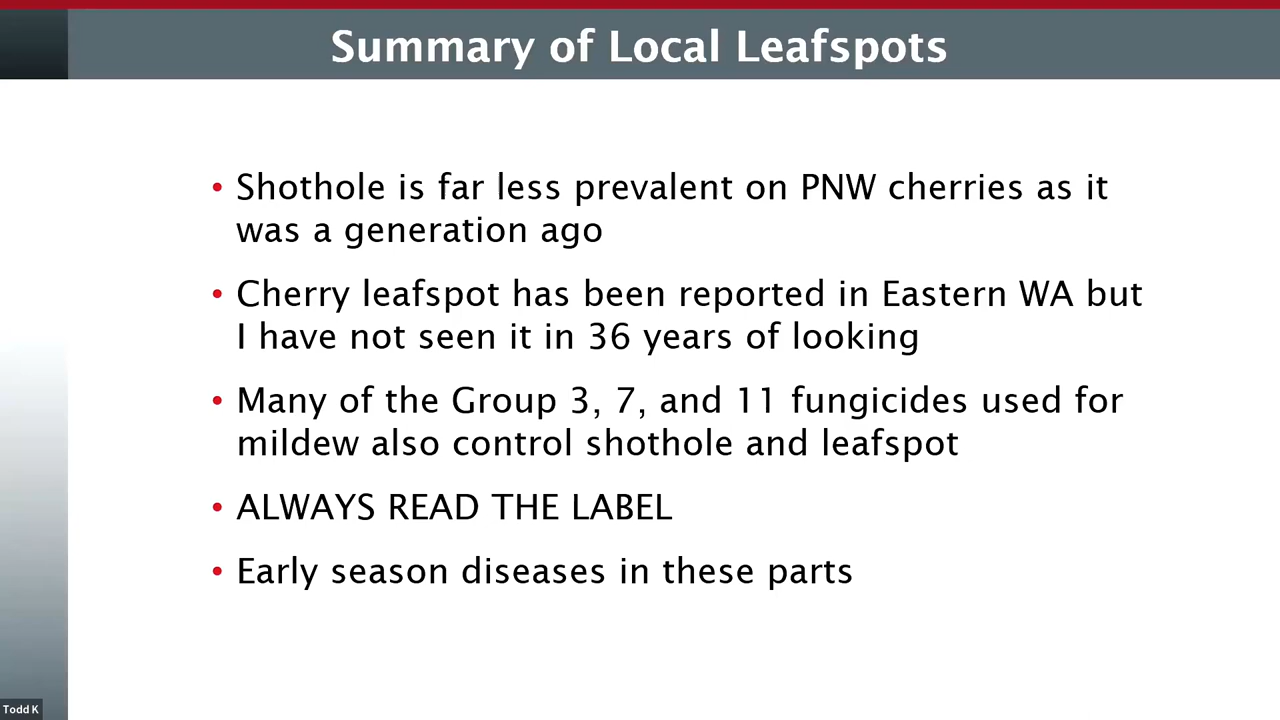 Summary of Local Leafspots
• Shothole is far less prevalent on PNW cherries as it
was a generation ago
• Cherry leafspot has been reported in Eastern WA but
I have not seen it in 36 years of looking
• Many of the Group 3, 7, and 11 fungicides used for
mildew also control shothole and leafspot
• ALWAYS READ THE LABEL
• Early season diseases in these parts
Todd K